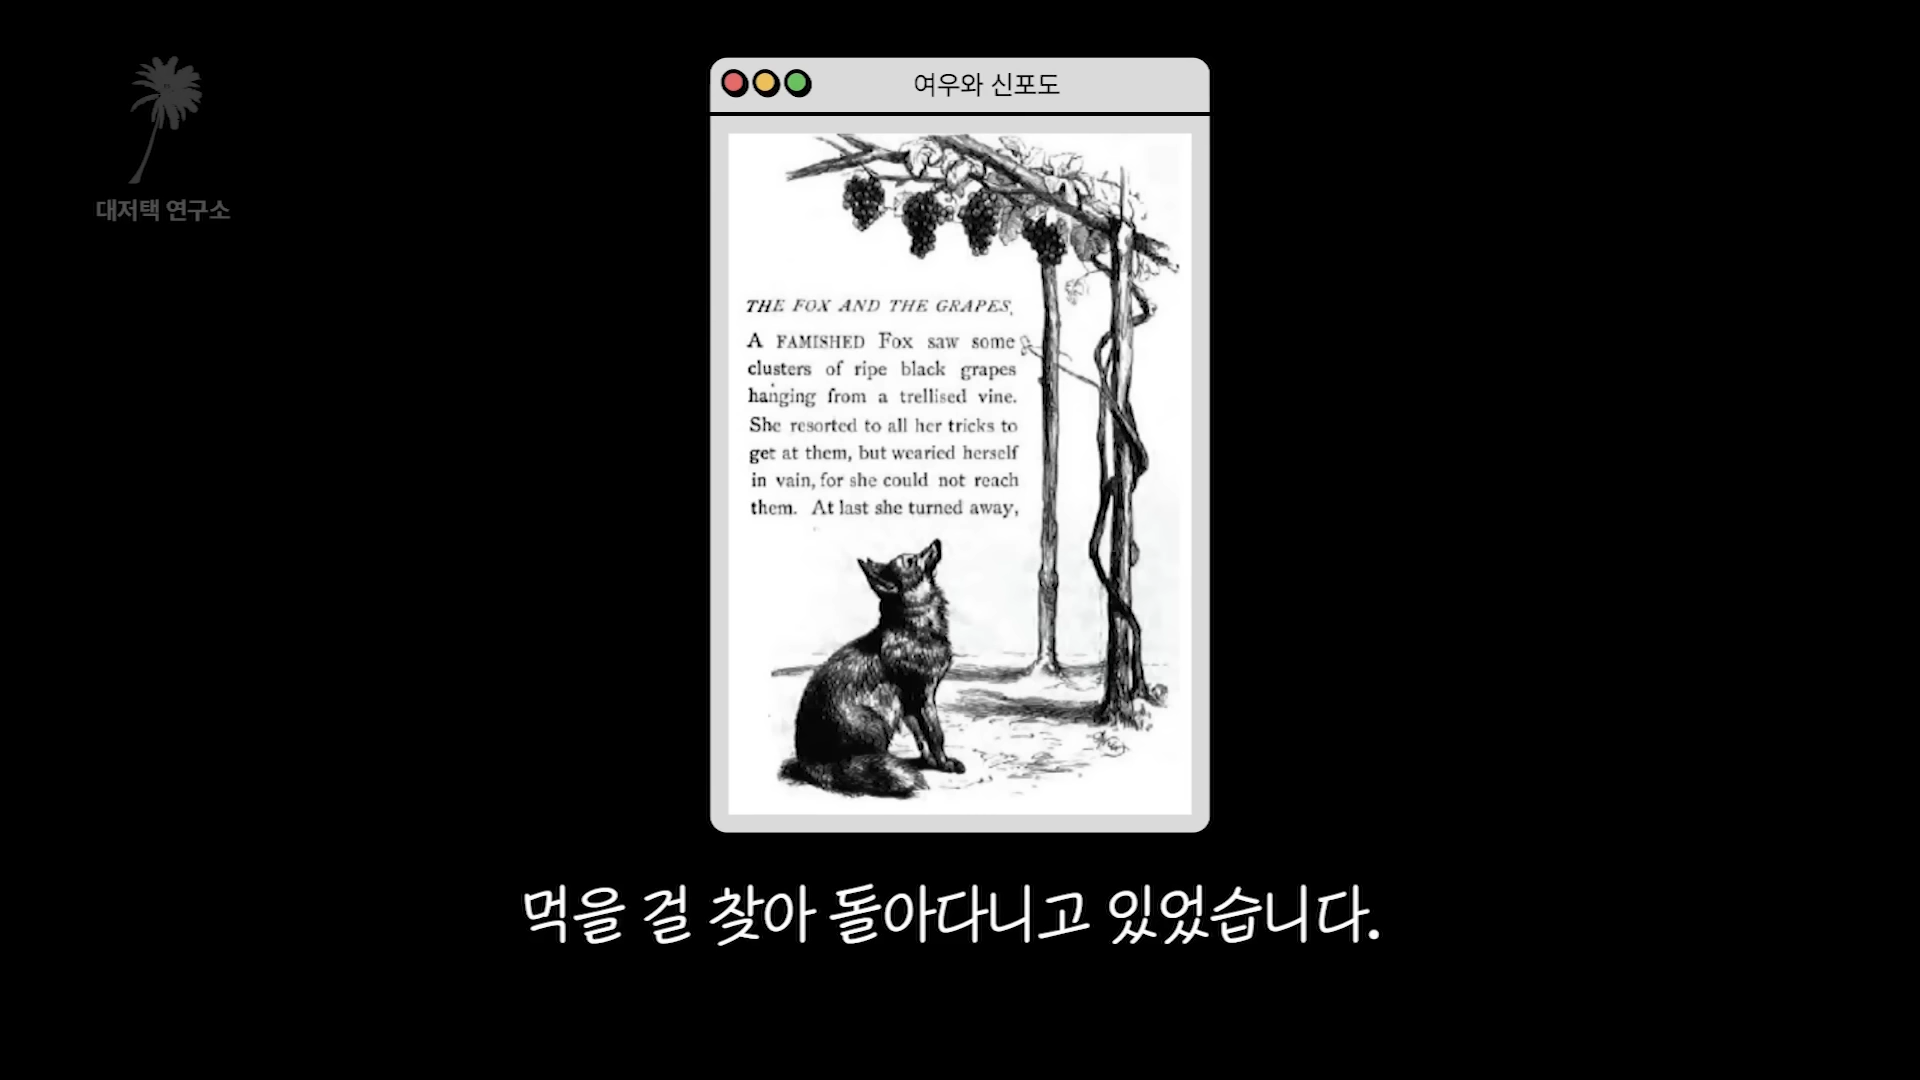 대저택 연구소
여우와 신포도
THE FOX AND THE GRAPES.
A FAMISHED Fox saw some
clusters of ripe black grapes
hanging from a trellised vine.
She resorted to all her tricks to
get at them, but wearied herself
in vain, for she could not reach
them. At last she turned away,
먹을 걸 찾아 돌아다니고 있었습니다.